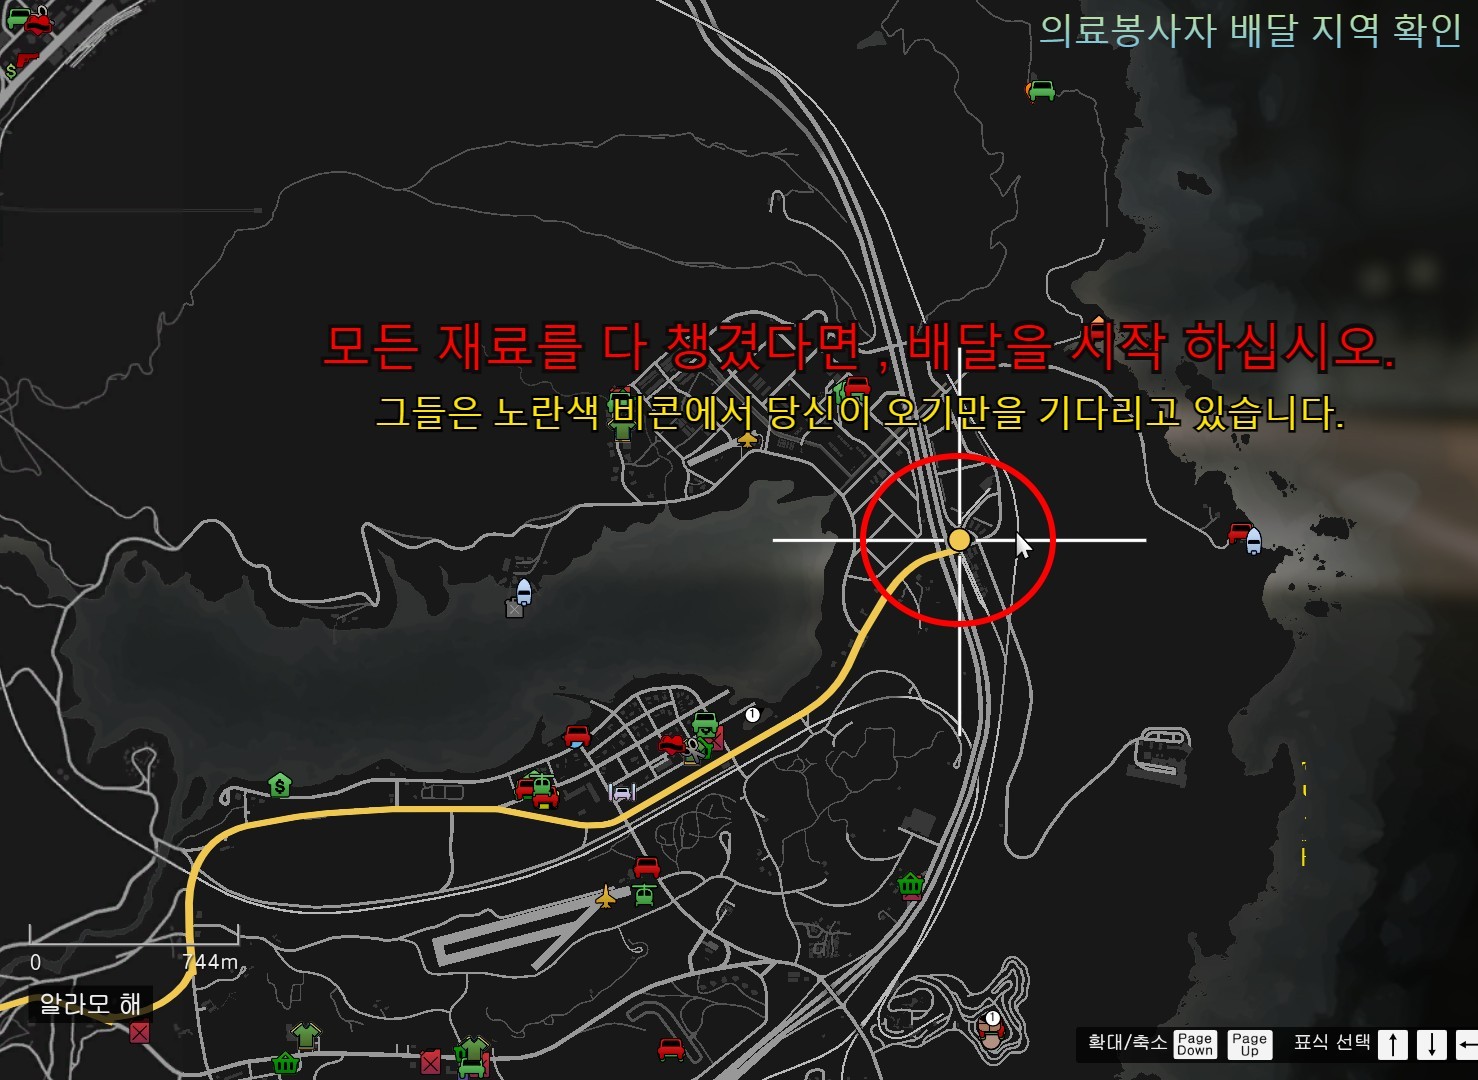 의료봉사자 배달 지역 확인
모든 재료를 다 챙겼다면, 배달을 시작 하십시오.
그들은 노란색 비콘에서 당신이 오기만을 기다리고 있습니다.
0 744m
알라모 해
확대/축소 Page Down Page Up 표식 선택 ↑ ↓ ←